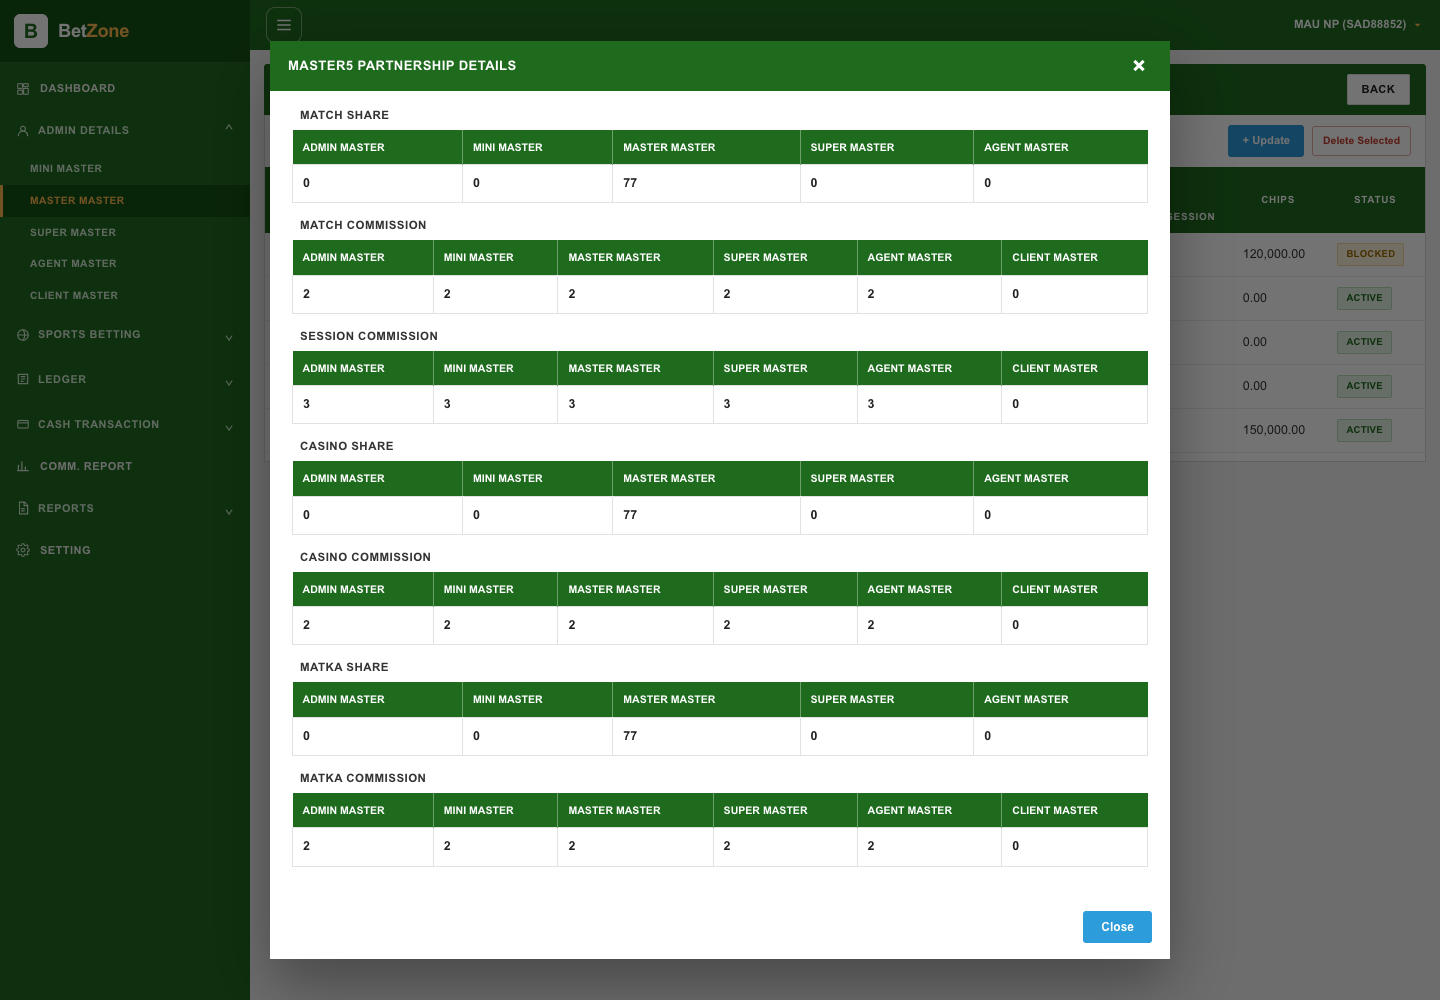 B BetZone
MAU NP (SAD88852)
DASHBOARD
ADMIN DETAILS
MINI MASTER
MASTER MASTER
SUPER MASTER
AGENT MASTER
CLIENT MASTER
SPORTS BETTING
LEDGER
CASH TRANSACTION
COMM. REPORT
REPORTS
SETTING
MASTER5 PARTNERSHIP DETAILS ×
MATCH SHARE
ADMIN MASTER MINI MASTER MASTER MASTER SUPER MASTER AGENT MASTER
0 0 77 0 0
MATCH COMMISSION
ADMIN MASTER MINI MASTER MASTER MASTER SUPER MASTER AGENT MASTER CLIENT MASTER
2 2 2 2 2 0
SESSION COMMISSION
ADMIN MASTER MINI MASTER MASTER MASTER SUPER MASTER AGENT MASTER CLIENT MASTER
3 3 3 3 3 0
CASINO SHARE
ADMIN MASTER MINI MASTER MASTER MASTER SUPER MASTER AGENT MASTER
0 0 77 0 0
CASINO COMMISSION
ADMIN MASTER MINI MASTER MASTER MASTER SUPER MASTER AGENT MASTER CLIENT MASTER
2 2 2 2 2 0
MATKA SHARE
ADMIN MASTER MINI MASTER MASTER MASTER SUPER MASTER AGENT MASTER
0 0 77 0 0
MATKA COMMISSION
ADMIN MASTER MINI MASTER MASTER MASTER SUPER MASTER AGENT MASTER CLIENT MASTER
2 2 2 2 2 0
Close
BACK
+ Update Delete Selected
CHIPS STATUS
SESSION
120,000.00 BLOCKED
0.00 ACTIVE
0.00 ACTIVE
0.00 ACTIVE
150,000.00 ACTIVE